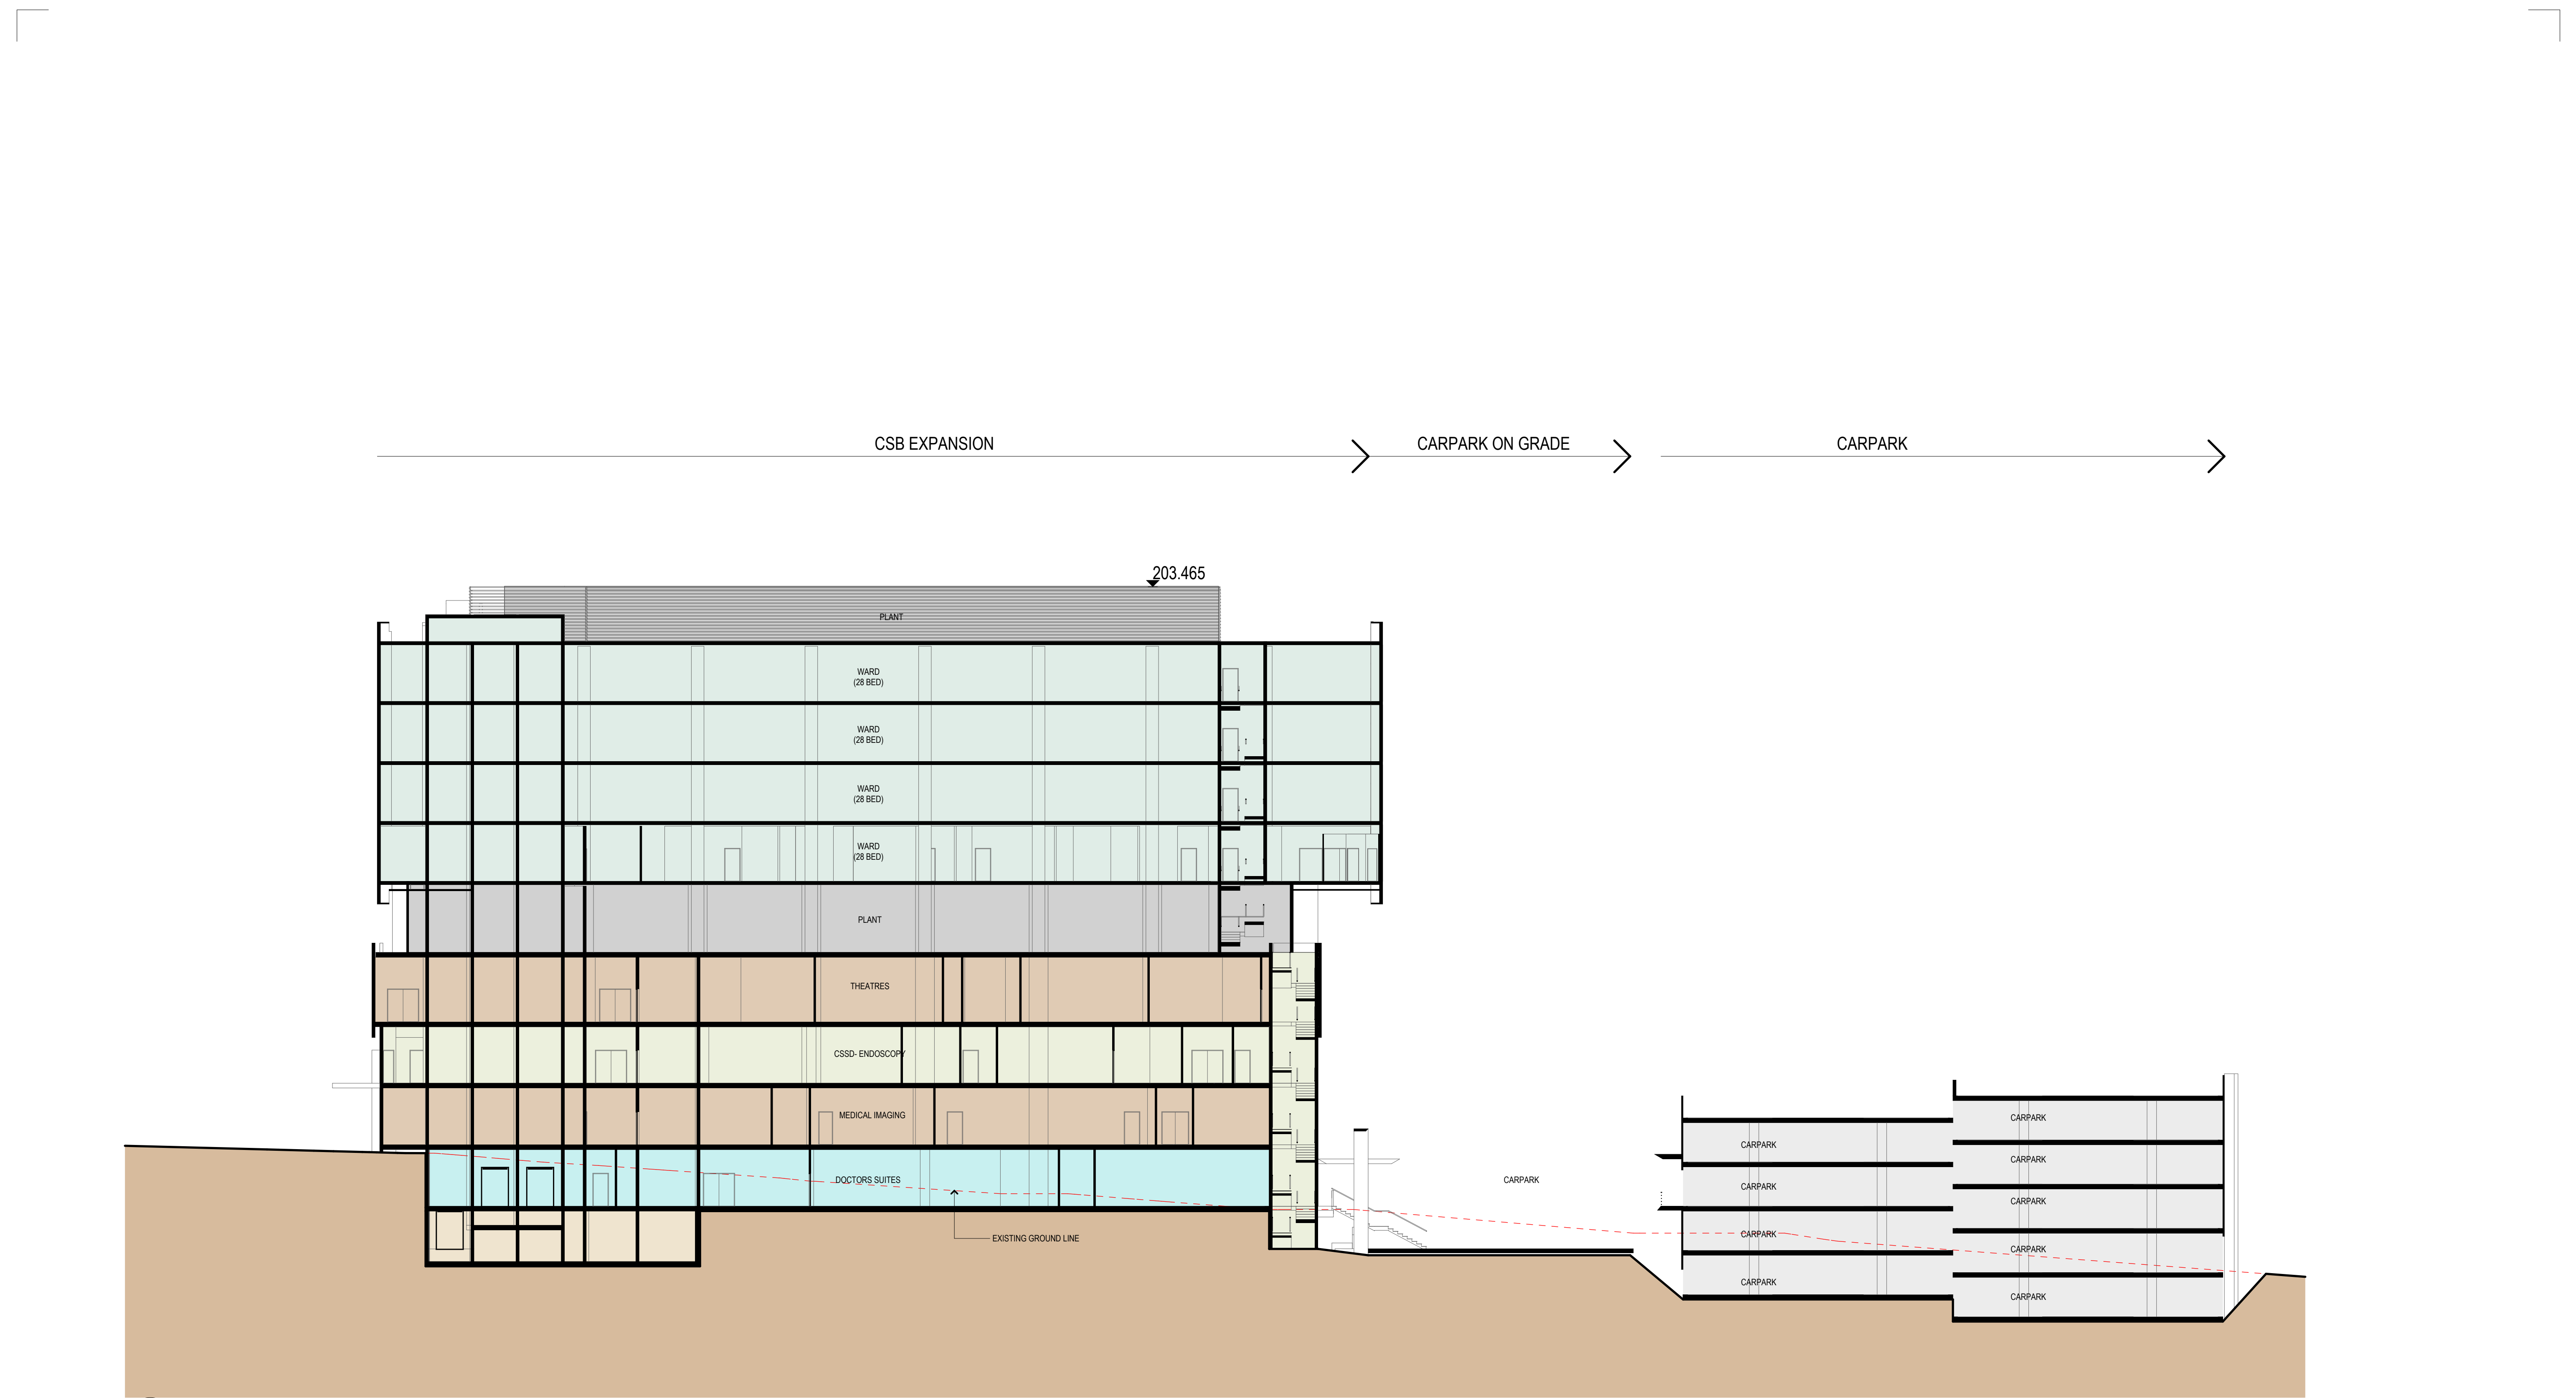 CSB EXPANSION
CARPARK ON GRADE
CARPARK
203.465
PLANT
WARD
(28 BED)
WARD
(28 BED)
WARD
(28 BED)
WARD
(28 BED)
PLANT
THEATRES
CSSD- ENDOSCOPY
MEDICAL IMAGING
DOCTORS SUITES
EXISTING GROUND LINE
CARPARK
CARPARK
CARPARK
CARPARK
CARPARK
CARPARK
CARPARK
CARPARK
CARPARK
CARPARK